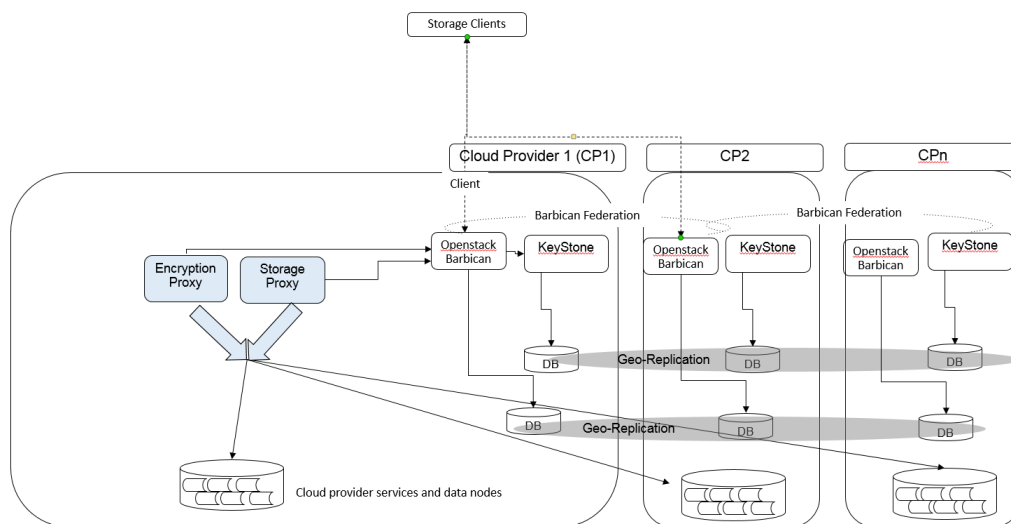 Storage Clients
Cloud Provider 1 (CP1)
CP2
CPn
Client
Barbican Federation
Barbican Federation
Openstack
Barbican
KeyStone
Openstack
Barbican
KeyStone
Openstack
Barbican
KeyStone
Encryption
Proxy
Storage
Proxy
DB
Geo-Replication
DB
DB
DB
Geo-Replication
DB
DB
Cloud provider services and data nodes